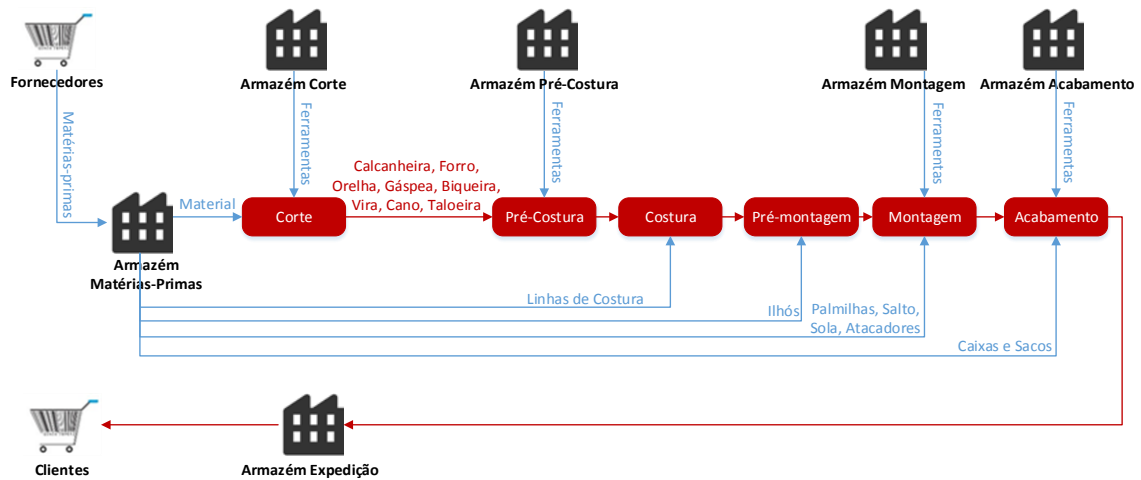 Fornecedores
Armazém Corte
Armazém Pré-Costura
Armazém Montagem
Armazém Acabamento
Matérias-primas
Ferramentas
Ferramentas
Ferramentas
Ferramentas
Calcanheira, Forro,
Orelha, Gáspea, Biqueira,
Vira, Cano, Taloeira
Material
Corte
Pré-Costura
Costura
Pré-montagem
Montagem
Acabamento
Armazém
Matérias-Primas
Linhas de Costura
Ilhós
Palmilhas, Salto,
Sola, Atacadores
Caixas e Sacos
Clientes
Armazém Expedição